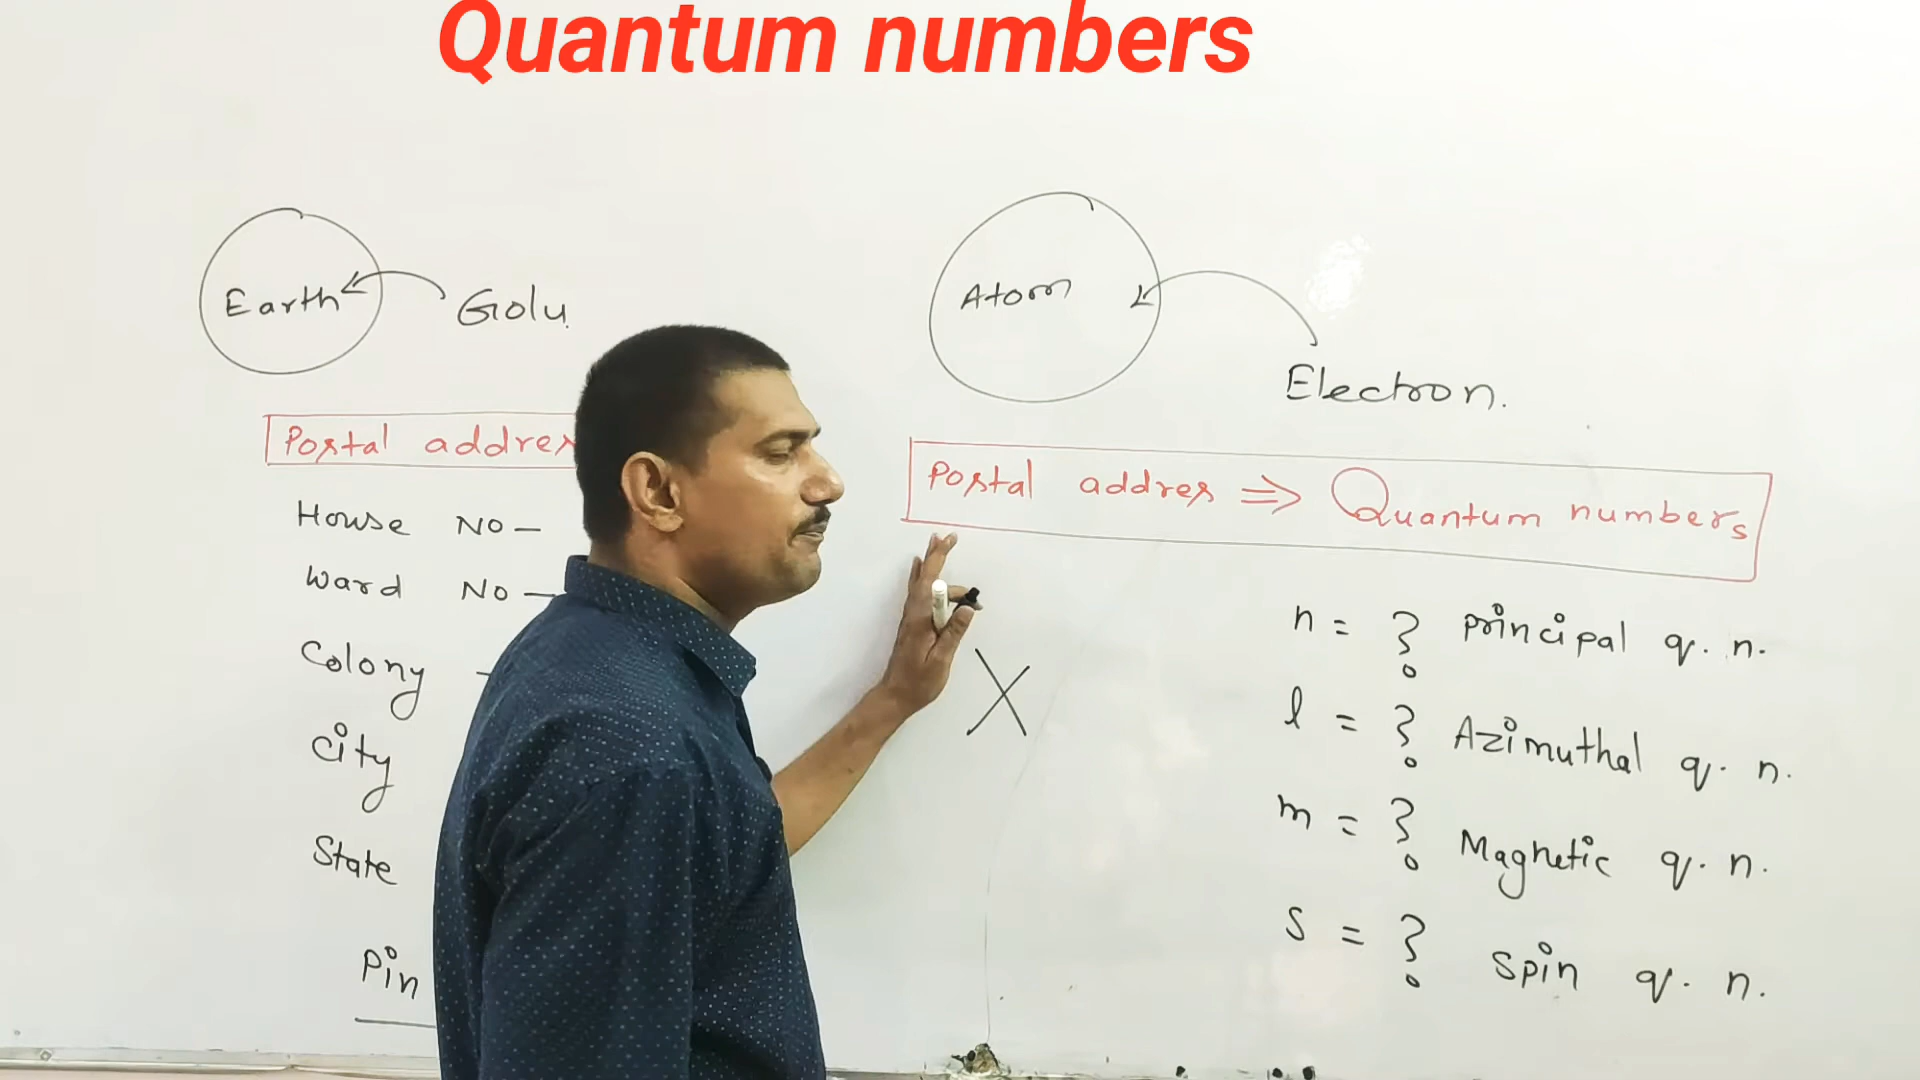 Quantum numbers
Earth
Golu
Postal addres
House No –
Ward No –
Colony -
City
State
Pin
Atom
Electron.
Postal addres ⇒ Quantum numbers
X
n = ? principal q. n.
l = ? Azimuthal q. n.
m = ? Magnetic q. n.
s = ? spin q. n.